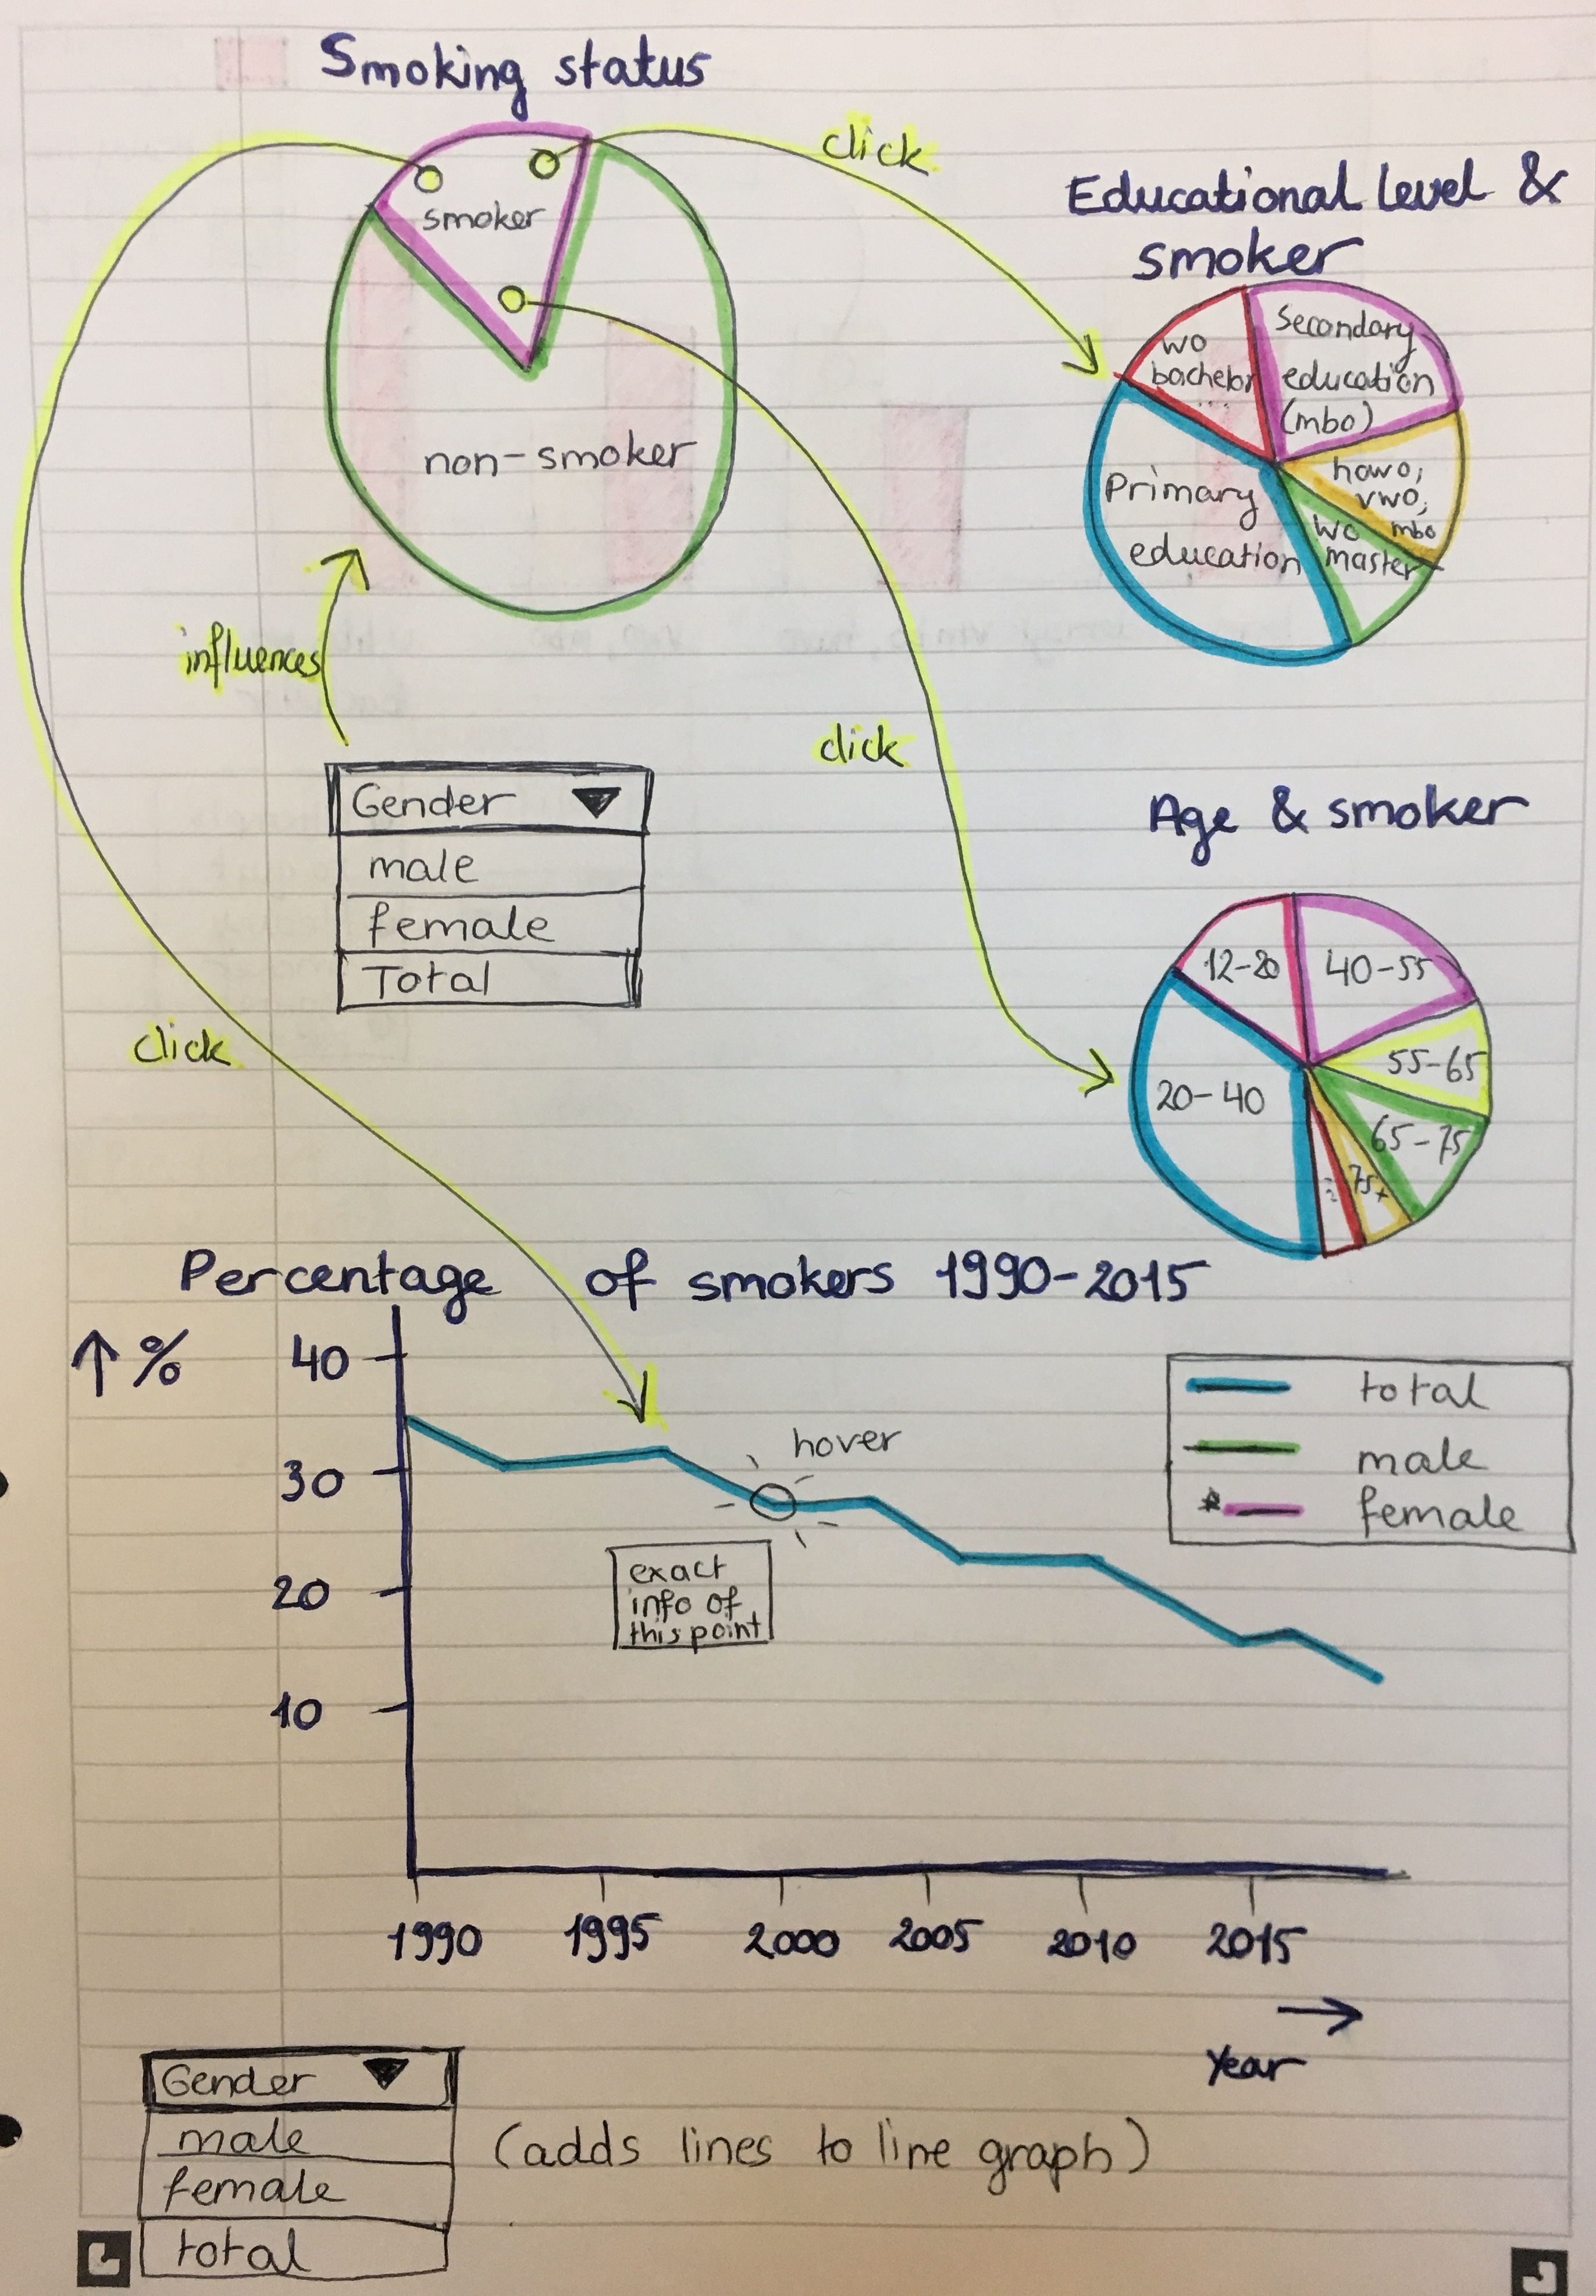 Smoking status
click
Educational level &
smoker
smoker
non-smoker
wo
bachelor
...
Secondary
education
(mbo)
havo,
vwo,
mbo
wo
master
Primary
education
influences
click
Gender
male
female
Total
Age & smoker
12-20
40-55
55-65
65-75
75+
20-40
click
Percentage of smokers 1990-2015
↑ %
40
30
20
10
hover
exact
info of
this point
total
male
* female
1990 1995 2000 2005 2010 2015
→
Year
Gender
male
female
total
(adds lines to line graph)